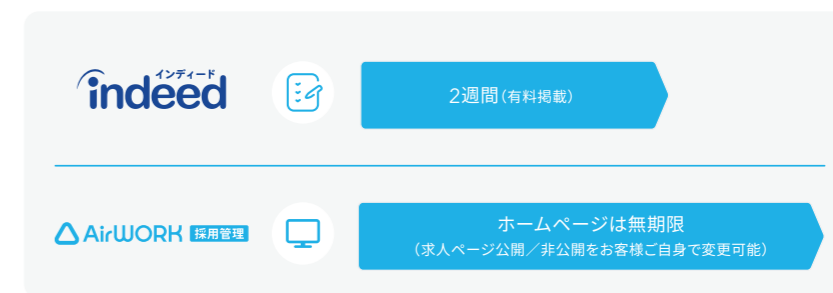 インディード
indeed
2週間(有料掲載)
AirWORK 採用管理
ホームページは無期限
(求人ページ公開／非公開をお客様ご自身で変更可能)